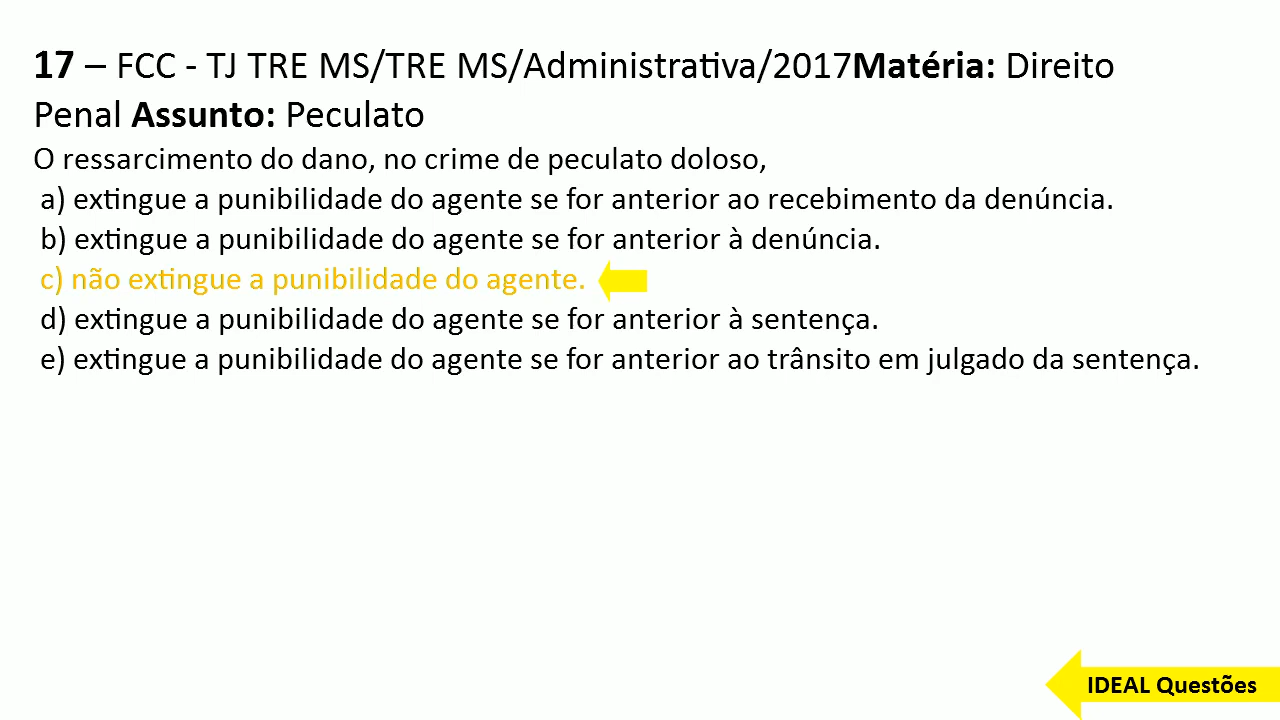 17 – FCC - TJ TRE MS/TRE MS/Administrativa/2017Matéria: Direito
Penal Assunto: Peculato
O ressarcimento do dano, no crime de peculato doloso,
a) extingue a punibilidade do agente se for anterior ao recebimento da denúncia.
b) extingue a punibilidade do agente se for anterior à denúncia.
c) não extingue a punibilidade do agente.
d) extingue a punibilidade do agente se for anterior à sentença.
e) extingue a punibilidade do agente se for anterior ao trânsito em julgado da sentença.
IDEAL Questões